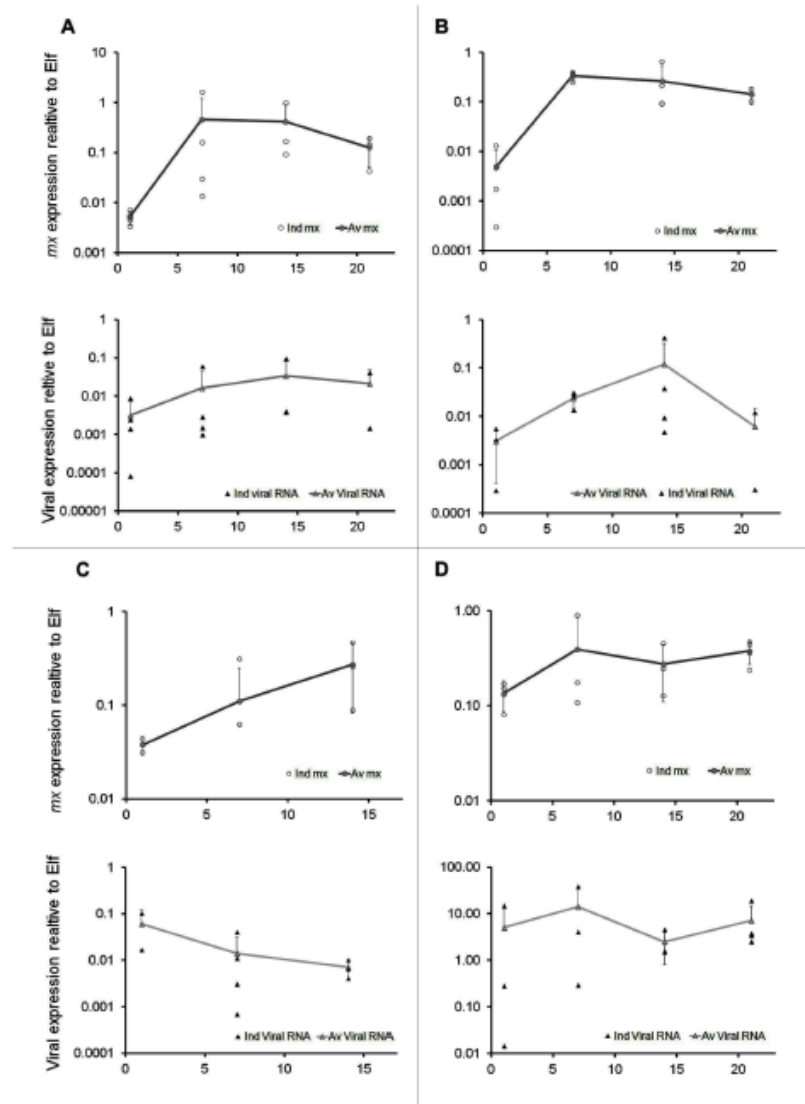 A
mx expression realtive to Elf
10
1
0.1
0.01
0.001
Ind mx
Av mx
0 5 10 15 20
Viral expression reltive to Elf
1
0.1
0.01
0.001
0.0001
0.00001
Ind viral RNA
Av Viral RNA
0 5 10 15 20
B
1
0.1
0.01
0.001
0.0001
Ind mx
Av mx
0 5 10 15 20
1
0.1
0.01
0.001
0.0001
Av Viral RNA
Ind Viral RNA
0 5 10 15 20
C
mx expression realtive to Elf
1
0.1
0.01
Ind mx
Av mx
0 5 10 15
Viral expression realtive to Elf
1
0.1
0.01
0.001
0.0001
Ind Viral RNA
Av Viral RNA
0 5 10 15
D
1.00
0.10
0.01
Ind mx
Av mx
0 5 10 15 20
100.00
10.00
1.00
0.10
0.01
Ind Viral RNA
Av Viral RNA
0 5 10 15 20